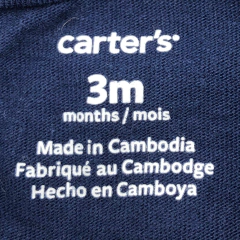 carter's
3m
months / mois
Made in Cambodia
Fabriqué au Cambodge
Hecho en Camboya